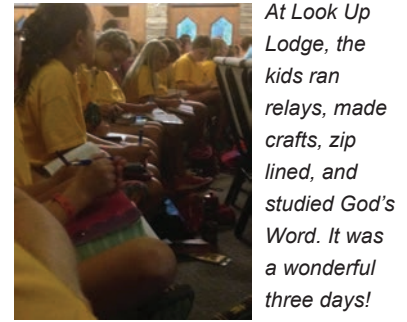 At Look Up
Lodge, the
kids ran
relays, made
crafts, zip
lined, and
studied God's
Word. It was
a wonderful
three days!